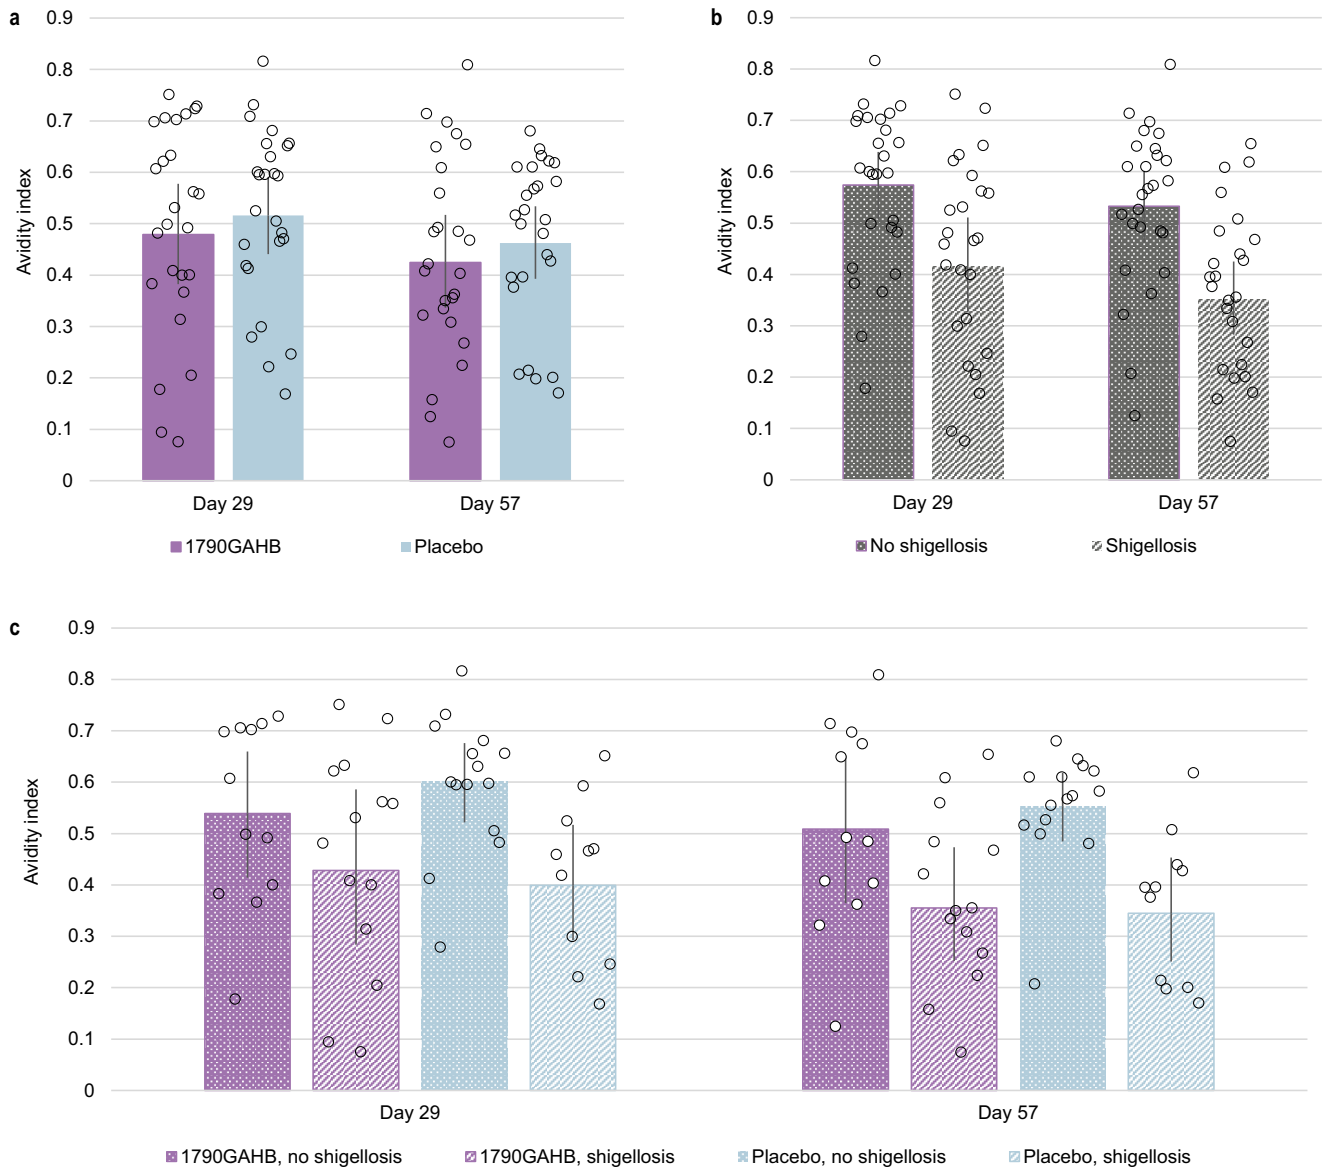 a
0.9
0.8
0.7
0.6
0.5
0.4
0.3
0.2
0.1
0
Avidity index
Day 29 Day 57
1790GAHB Placebo
b
0.9
0.8
0.7
0.6
0.5
0.4
0.3
0.2
0.1
0
Avidity index
Day 29 Day 57
No shigellosis Shigellosis
c
0.9
0.8
0.7
0.6
0.5
0.4
0.3
0.2
0.1
0
Avidity index
Day 29 Day 57
1790GAHB, no shigellosis 1790GAHB, shigellosis Placebo, no shigellosis Placebo, shigellosis